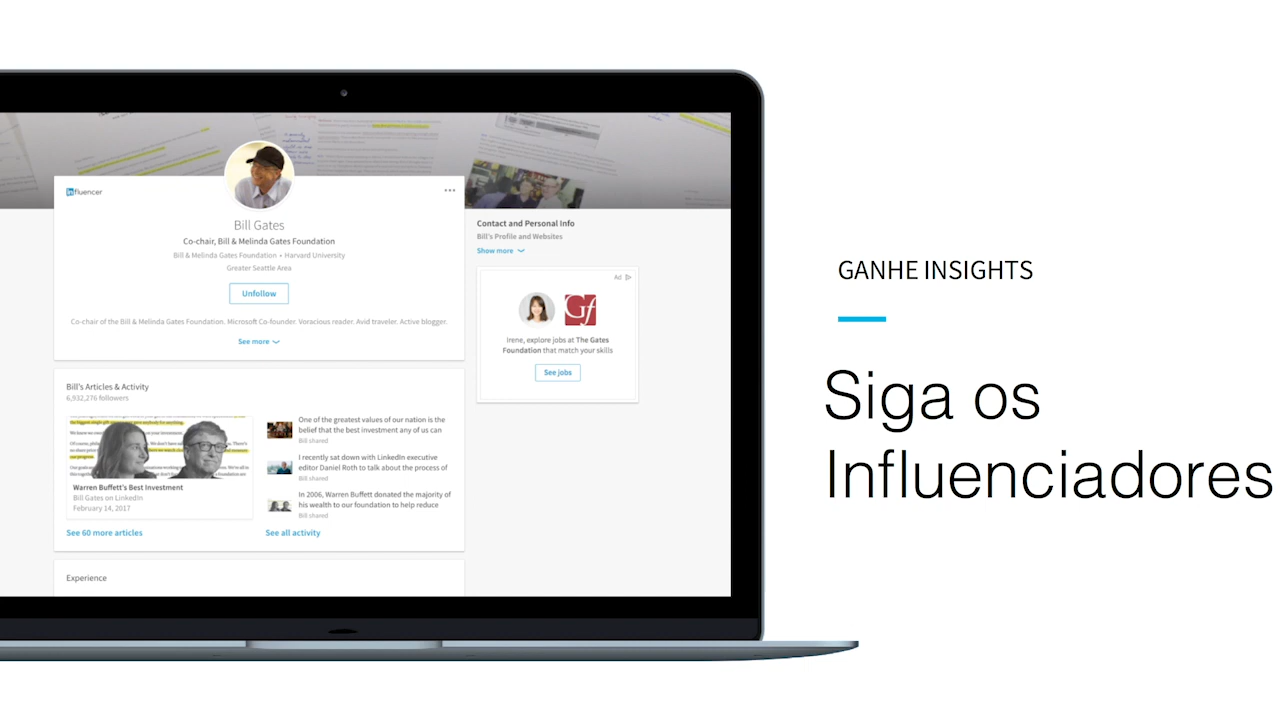 influencer
Bill Gates
Co-chair, Bill & Melinda Gates Foundation
Bill & Melinda Gates Foundation • Harvard University
Greater Seattle Area
Unfollow
Co-chair of the Bill & Melinda Gates Foundation. Microsoft Co-founder. Voracious reader. Avid traveler. Active blogger.
See more
Bill's Articles & Activity
6,932,276 followers
Warren Buffett's Best Investment
Bill Gates on LinkedIn
February 14, 2017
See 60 more articles
One of the greatest values of our nation is the
belief that the best investment any of us can
Bill shared
I recently sat down with LinkedIn executive
editor Daniel Roth to talk about the process of
Bill shared
In 2006, Warren Buffett donated the majority of
his wealth to our foundation to help reduce
Bill shared
See all activity
Experience
Contact and Personal Info
Bill's Profile and Websites
Show more
Ad
Gf
Irene, explore jobs at The Gates
Foundation that match your skills
See jobs
GANHE INSIGHTS
Siga os
Influenciadores